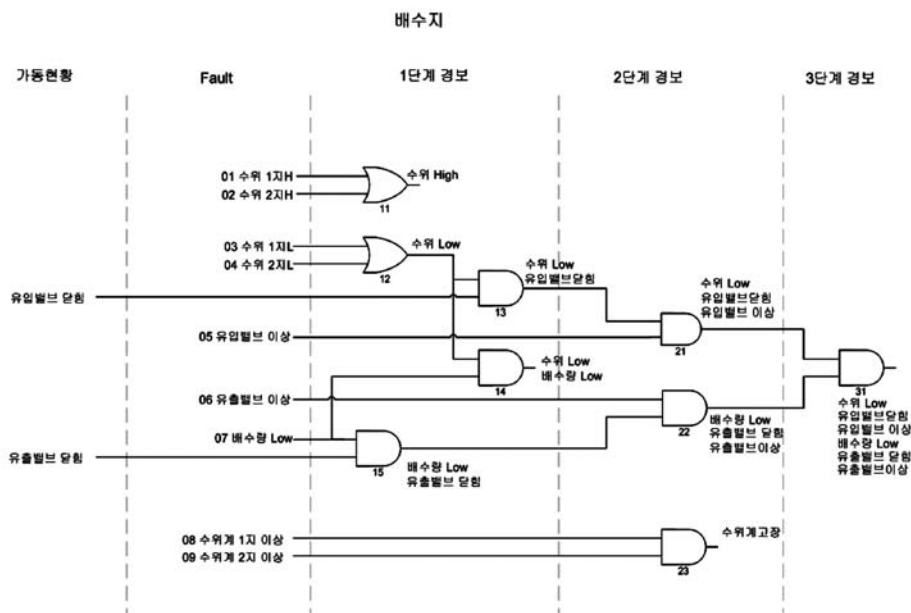 배수지
가동현황
Fault
1단계 경보
2단계 경보
3단계 경보
01 수위 1지H
02 수위 2지H
수위 High
11
03 수위 1지L
04 수위 2지L
수위 Low
12
유입밸브 닫힘
수위 Low
유입밸브닫힘
13
05 유입밸브 이상
수위 Low
유입밸브닫힘
유입밸브 이상
21
수위 Low
배수량 Low
14
06 유출밸브 이상
배수량 Low
유출밸브 닫힘
유출밸브이상
22
07 배수량 Low
유출밸브 닫힘
배수량 Low
유출밸브 닫힘
15
31
수위 Low
유입밸브닫힘
유입밸브 이상
배수량 Low
유출밸브 닫힘
유출밸브이상
08 수위계 1지 이상
09 수위계 2지 이상
수위계고장
23